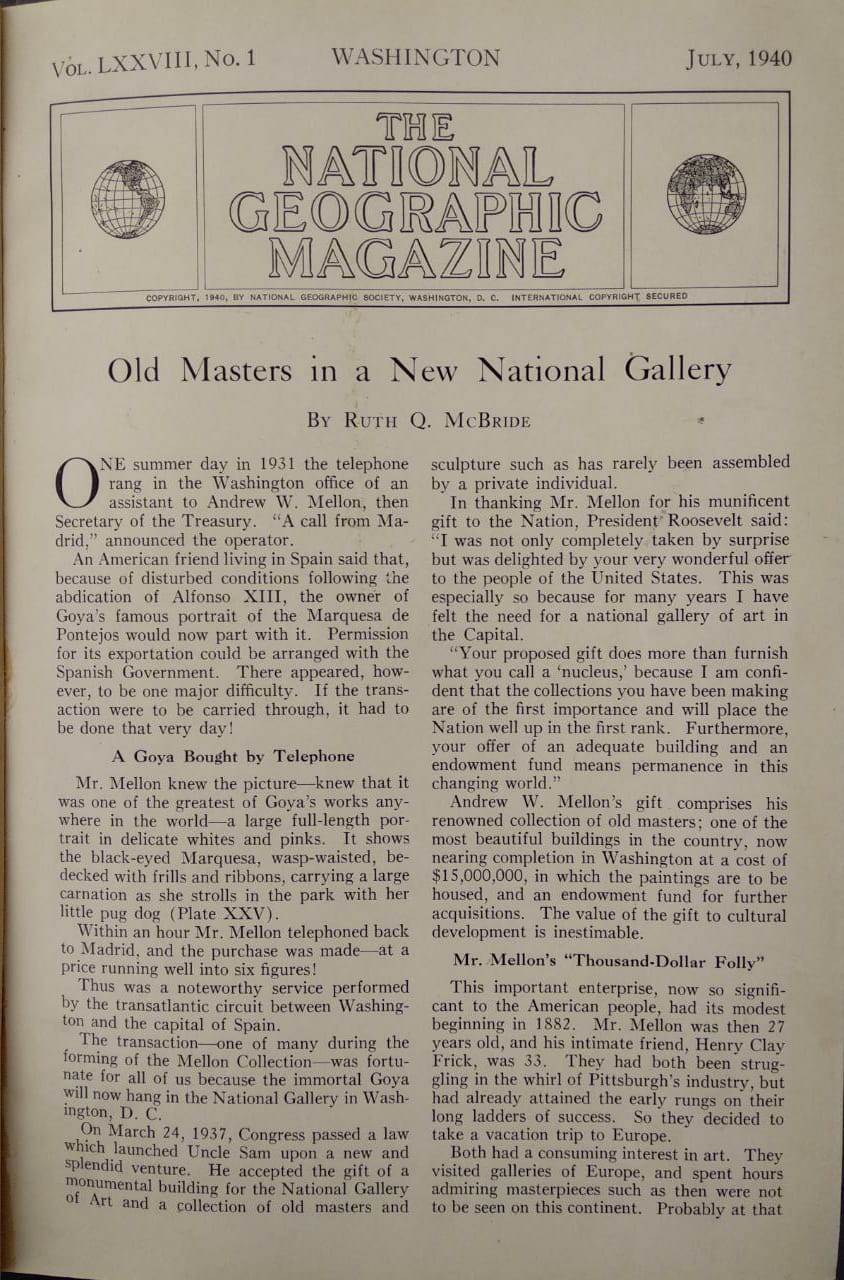 VOL. LXXVIII, No. 1 WASHINGTON JULY, 1940
THE
NATIONAL
GEOGRAPHIC
MAGAZINE
COPYRIGHT, 1940, BY NATIONAL GEOGRAPHIC SOCIETY, WASHINGTON, D. C. INTERNATIONAL COPYRIGHT SECURED
Old Masters in a New National Gallery
By Ruth Q. McBride
ONE summer day in 1931 the telephone
rang in the Washington office of an
assistant to Andrew W. Mellon, then
Secretary of the Treasury. “A call from Ma-
drid,” announced the operator.
An American friend living in Spain said that,
because of disturbed conditions following the
abdication of Alfonso XIII, the owner of
Goya’s famous portrait of the Marquesa de
Pontejos would now part with it. Permission
for its exportation could be arranged with the
Spanish Government. There appeared, how-
ever, to be one major difficulty. If the trans-
action were to be carried through, it had to
be done that very day!
A Goya Bought by Telephone
Mr. Mellon knew the picture—knew that it
was one of the greatest of Goya’s works any-
where in the world—a large full-length por-
trait in delicate whites and pinks. It shows
the black-eyed Marquesa, wasp-waisted, be-
decked with frills and ribbons, carrying a large
carnation as she strolls in the park with her
little pug dog (Plate XXV).
Within an hour Mr. Mellon telephoned back
to Madrid, and the purchase was made—at a
price running well into six figures!
Thus was a noteworthy service performed
by the transatlantic circuit between Washing-
ton and the capital of Spain.
The transaction—one of many during the
forming of the Mellon Collection—was fortu-
nate for all of us because the immortal Goya
will now hang in the National Gallery in Wash-
ington, D. C.
On March 24, 1937, Congress passed a law
which launched Uncle Sam upon a new and
splendid venture. He accepted the gift of a
monumental building for the National Gallery
of Art and a collection of old masters and
sculpture such as has rarely been assembled
by a private individual.
In thanking Mr. Mellon for his munificent
gift to the Nation, President Roosevelt said:
“I was not only completely taken by surprise
but was delighted by your very wonderful offer
to the people of the United States. This was
especially so because for many years I have
felt the need for a national gallery of art in
the Capital.
“Your proposed gift does more than furnish
what you call a ‘nucleus,’ because I am confi-
dent that the collections you have been making
are of the first importance and will place the
Nation well up in the first rank. Furthermore,
your offer of an adequate building and an
endowment fund means permanence in this
changing world.”
Andrew W. Mellon’s gift comprises his
renowned collection of old masters; one of the
most beautiful buildings in the country, now
nearing completion in Washington at a cost of
$15,000,000, in which the paintings are to be
housed, and an endowment fund for further
acquisitions. The value of the gift to cultural
development is inestimable.
Mr. Mellon’s “Thousand-Dollar Folly”
This important enterprise, now so signifi-
cant to the American people, had its modest
beginning in 1882. Mr. Mellon was then 27
years old, and his intimate friend, Henry Clay
Frick, was 33. They had both been strug-
gling in the whirl of Pittsburgh’s industry, but
had already attained the early rungs on their
long ladders of success. So they decided to
take a vacation trip to Europe.
Both had a consuming interest in art. They
visited galleries of Europe, and spent hours
admiring masterpieces such as then were not
to be seen on this continent. Probably at that